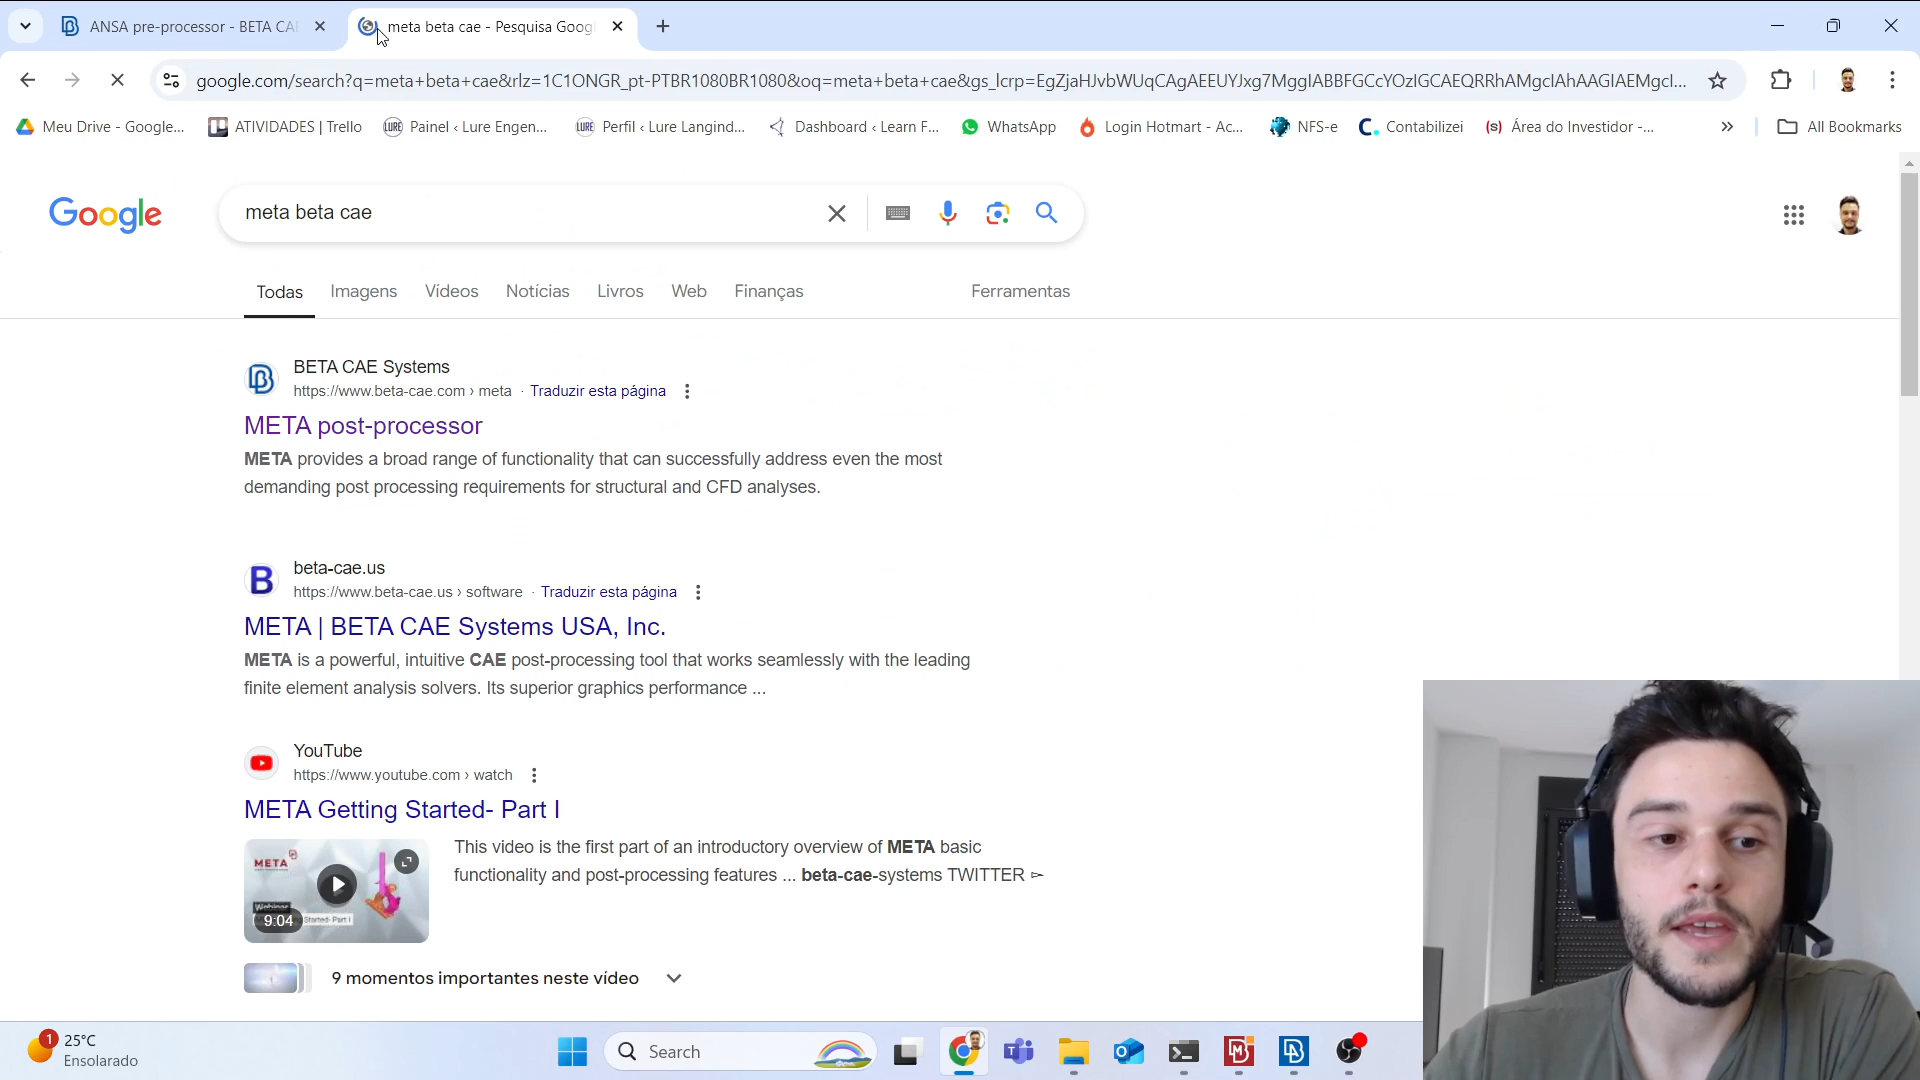 ANSA pre-processor - BETA CAE
meta beta cae - Pesquisa Goog
google.com/search?q=meta+beta+cae&rlz=1C1ONGR_pt-PTBR1080BR1080&oq=meta+beta+cae&gs_lcrp=EgZjaHJvbWUqCAgAEEUYJxg7MggIABBFGCcYOzIGCAEQRRhAMgcIAhAAGIAEMgcI...
Meu Drive - Google...
ATIVIDADES | Trello
Painel ‹ Lure Engen...
Perfil ‹ Lure Langind...
Dashboard ‹ Learn F...
WhatsApp
Login Hotmart - Ac...
NFS-e
Contabilizei
Área do Investidor -...
All Bookmarks
Google
meta beta cae
Todas
Imagens
Vídeos
Notícias
Livros
Web
Finanças
Ferramentas
BETA CAE Systems
https://www.beta-cae.com › meta · Traduzir esta página
META post-processor
META provides a broad range of functionality that can successfully address even the most
demanding post processing requirements for structural and CFD analyses.
beta-cae.us
https://www.beta-cae.us › software · Traduzir esta página
META | BETA CAE Systems USA, Inc.
META is a powerful, intuitive CAE post-processing tool that works seamlessly with the leading
finite element analysis solvers. Its superior graphics performance ...
YouTube
https://www.youtube.com › watch
META Getting Started- Part I
META
Webinar
Started- Part I
9:04
This video is the first part of an introductory overview of META basic
functionality and post-processing features ... beta-cae-systems TWITTER ►
9 momentos importantes neste vídeo
1
25°C
Ensolarado
Search